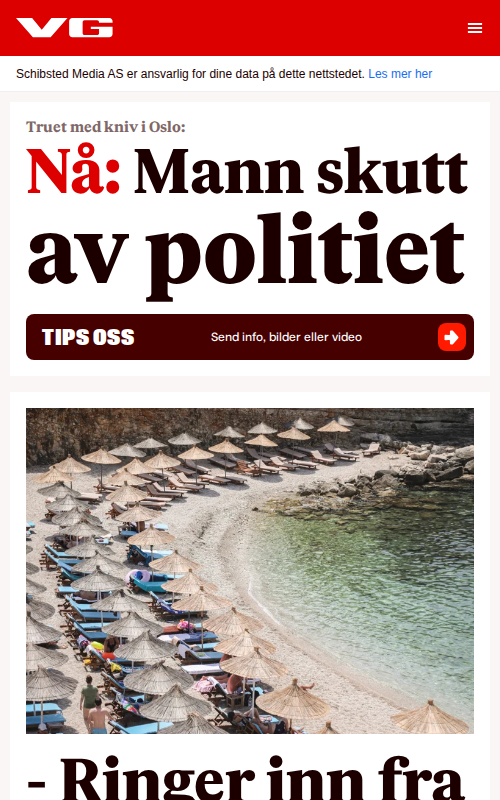 VG
Schibsted Media AS er ansvarlig for dine data på dette nettstedet. Les mer her
Truet med kniv i Oslo:
Nå: Mann skutt
av politiet
TIPS OSS
Send info, bilder eller video
- Ringer inn fra